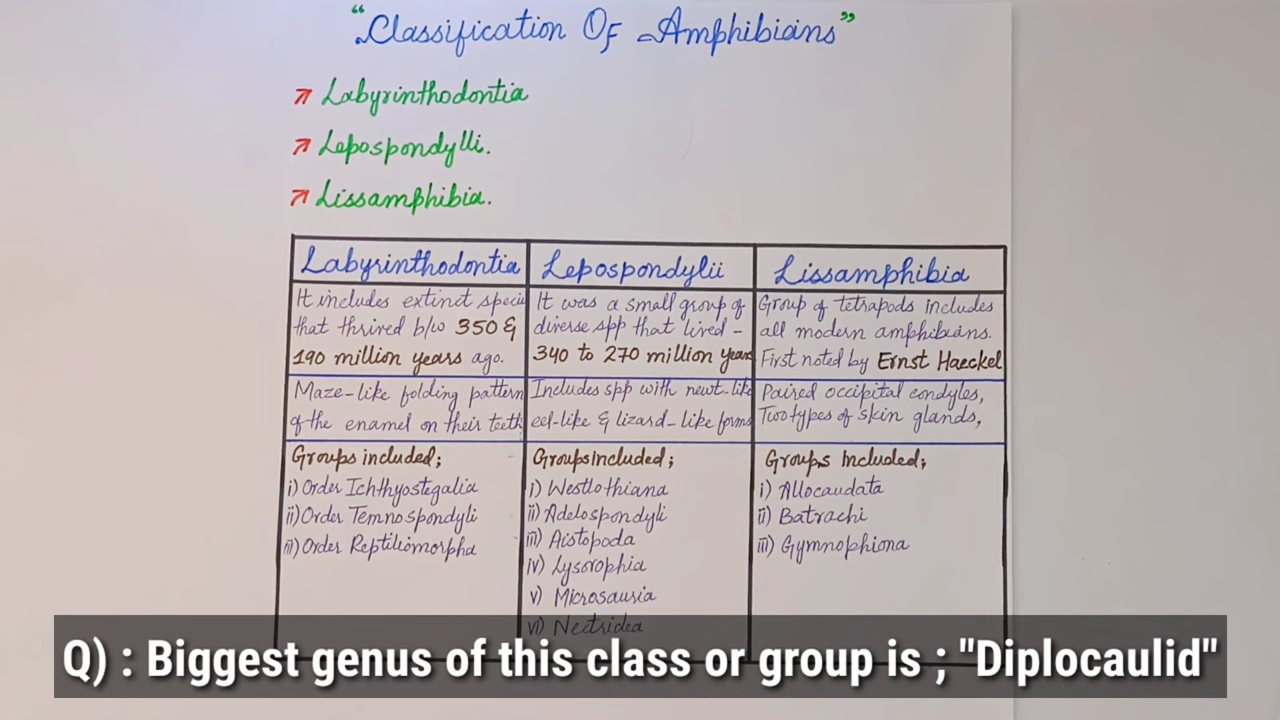 “Classification Of Amphibians”
↗ Labyrinthodontia
↗ Lepospondylli.
↗ Lissamphibia.
Labyrinthodontia
It includes extinct specie
that thrived b/w 350 &
190 million years ago.
Maze-like folding pattern
of the enamel on their teeth
Groups included;
i) Order Ichthyostegalia
ii) Order Temnospondyli
iii) Order Reptiliomorpha
Lepospondylii
It was a small group of
diverse spp that lived -
340 to 270 million years
Includes spp with newt-like
eel-like & lizard-like forms
Groups Included;
i) Westlothiana
ii) Adelospondyli
iii) Aistopoda
iv) Lysorophia
v) Microsauria
vi) Nectridea
Lissamphibia
Group of tetrapods includes
all modern amphibians.
First noted by Ernst Haeckel
Paired occipital condyles,
Two types of skin glands,
Groups Included;
i) Allocaudata
ii) Batrachi
iii) Gymnophiona
Q) : Biggest genus of this class or group is ; "Diplocaulid"